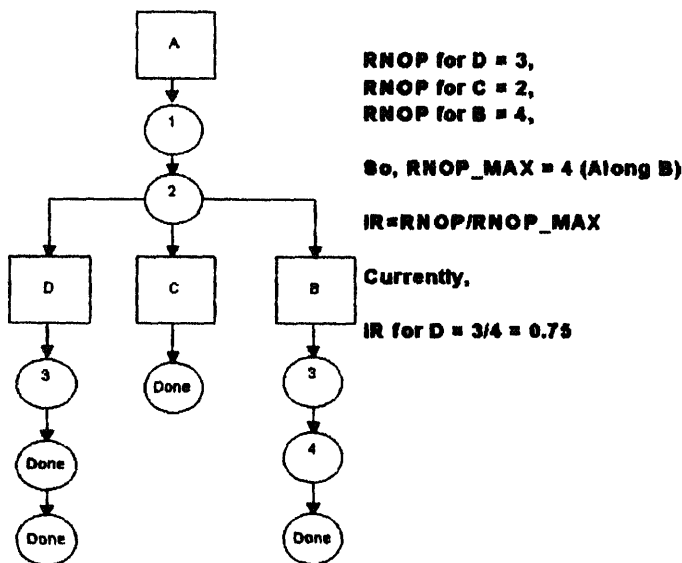 A
1
2
D
C
B
3
Done
3
Done
4
Done
Done
RNOP for D = 3,
RNOP for C = 2,
RNOP for B = 4,
So, RNOP_MAX = 4 (Along B)
IR=RNOP/RNOP_MAX
Currently,
IR for D = 3/4 = 0.75